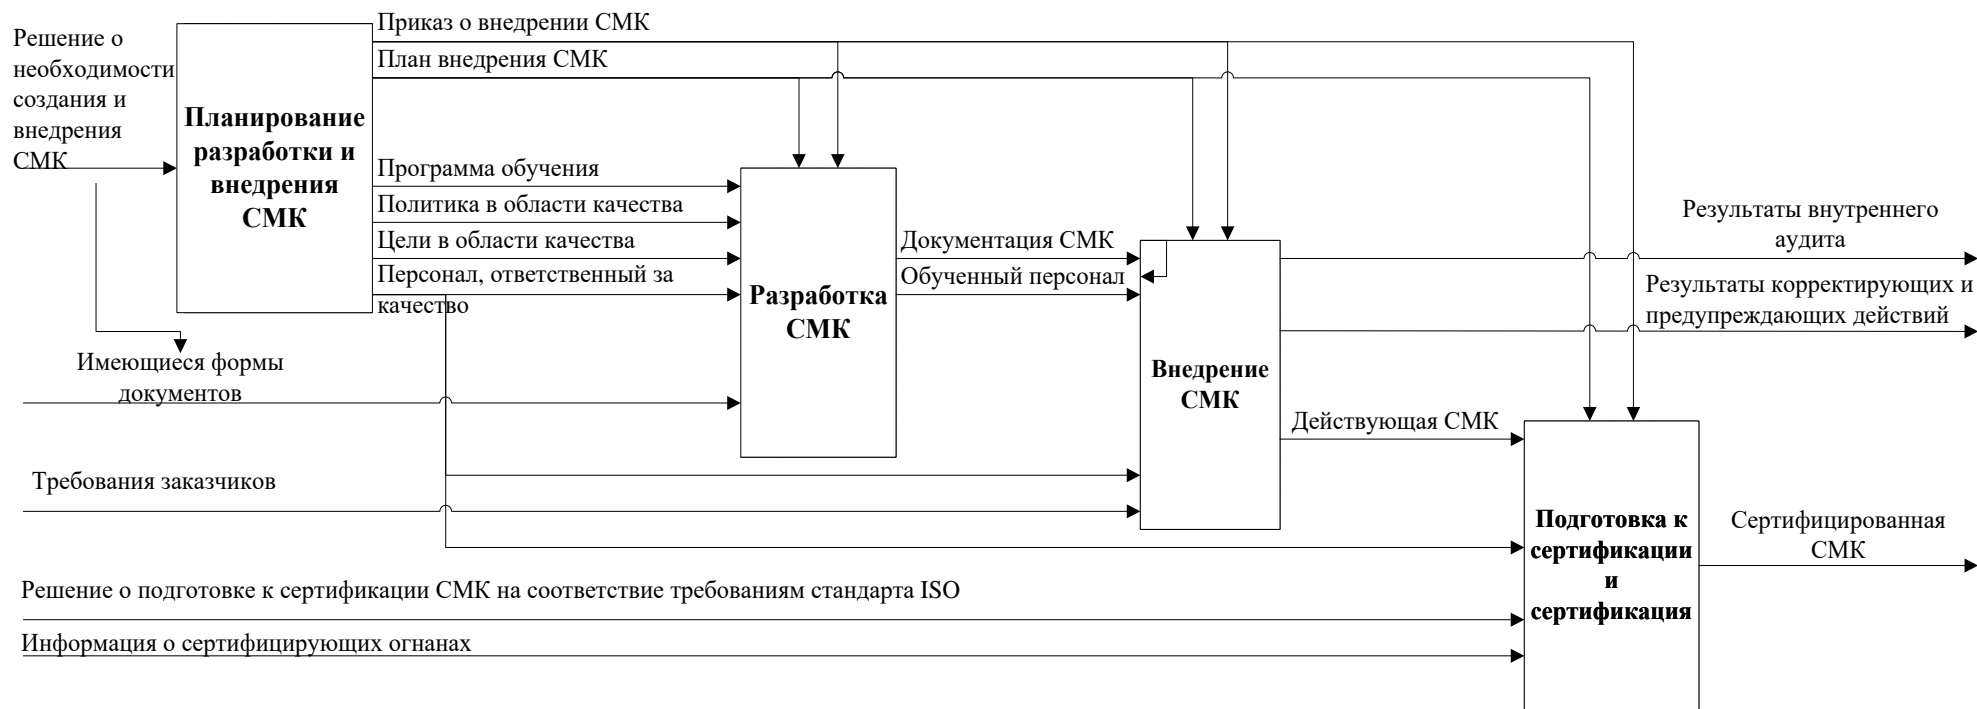 Решение о
необходимости
создания и
внедрения
СМК
Планирование
разработки и
внедрения
СМК
Приказ о внедрении СМК
План внедрения СМК
Программа обучения
Политика в области качества
Цели в области качества
Персонал, ответственный за
качество
Имеющиеся формы
документов
Разработка
СМК
Документация СМК
Обученный персонал
Внедрение
СМК
Результаты внутреннего
аудита
Результаты корректирующих и
предупреждающих действий
Действующая СМК
Требования заказчиков
Подготовка к
сертификации
и
сертификация
Сертифицированная
СМК
Решение о подготовке к сертификации СМК на соответствие требованиям стандарта ISO
Информация о сертифицирующих огнанах